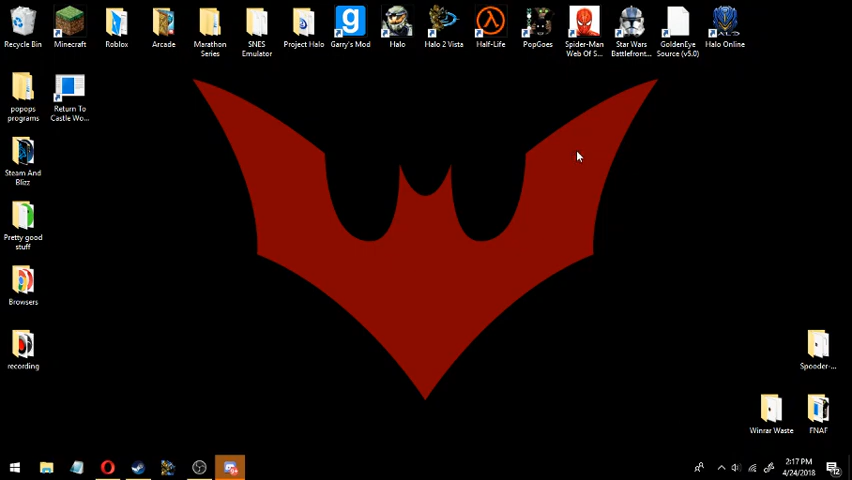 Recycle Bin
Minecraft
Roblox
Arcade
Marathon
Series
SNES
Emulator
Project Halo
Garry's Mod
Halo
Halo 2 Vista
Half-Life
PopGoes
Spider-Man
Web Of S...
Star Wars
Battlefront...
GoldenEye
Source (v5.0)
Halo Online
popops
programs
Return To
Castle Wo...
Steam And
Blizz
Pretty good
stuff
Browsers
recording
Spooder-...
Winrar Waste
FNAF
2:17 PM
4/24/2018